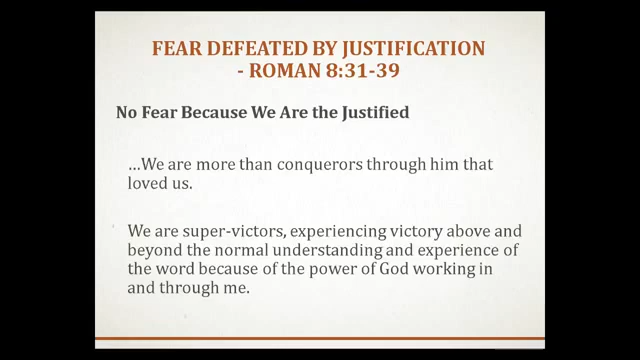 FEAR DEFEATED BY JUSTIFICATION
- ROMAN 8:31-39
No Fear Because We Are the Justified
…We are more than conquerors through him that
loved us.
We are super-victors, experiencing victory above and
beyond the normal understanding and experience of
the word because of the power of God working in
and through me.